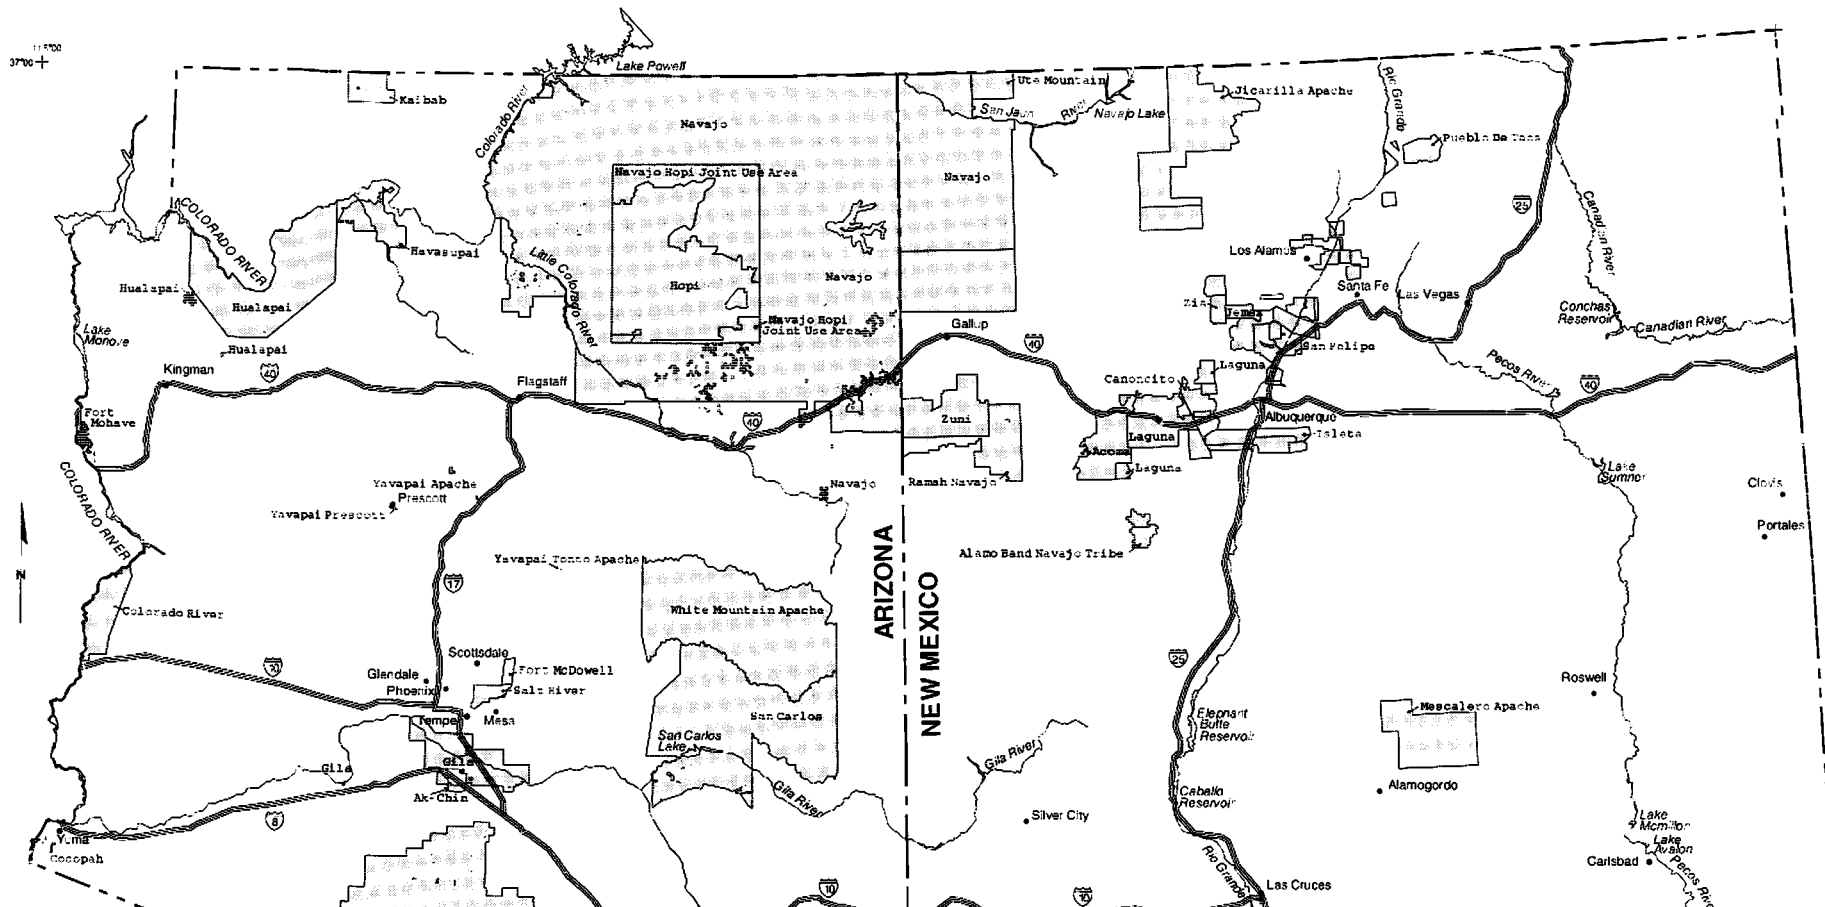 37°00
Lake Powell
Kaibab
Colorado River
Navajo
Ute Mountain
San Jaun
River
Navajo Lake
Jicarilla Apache
Rio Grande
Pueblo De Taos
Navajo Hopi Joint Use Area
Navajo
25
Canadian River
COLORADO RIVER
Havasupai
Little Colorado River
Los Alamos
Navajo
Hopi
Hualapai
Hualapai
Santa Fe
Las Vegas
Zia
Jemez
Conchas
Reservoir
Canadian River
Navajo Hopi
Joint Use Area
Gallup
40
San Felipe
Lake
Hualapai
Kingman
40
Flagstaff
Laguna
Pecos River
40
Canoncito
Fort
Mohave
40
Zuni
Laguna
Albuquerque
Isleta
Acoma
Laguna
COLORADO RIVER
Yavapai Apache
Prescott
Yavapai Prescott
Navajo
Ramah Navajo
Lake
Sumner
Clovis
Portales
N
Yavapai Tonto Apache
Alamo Band Navajo Tribe
ARIZONA
NEW MEXICO
17
Colorado River
White Mountain Apache
10
Scottsdale
Glendale
Phoenix
Fort McDowell
Salt River
25
Roswell
Tempe
Mesa
San Carlos
San Carlos
Lake
Elephant
Butte
Reservoir
Mescalero Apache
Gila
Gila
Ak-Chin
Gila River
Gila River
Caballo
Reservoir
Alamogordo
8
Silver City
Yuma
Cocopah
Lake
Mcmillon
Lake
Avalon
Carlsbad
Pecos River
Rio Grande
Las Cruces
10
10